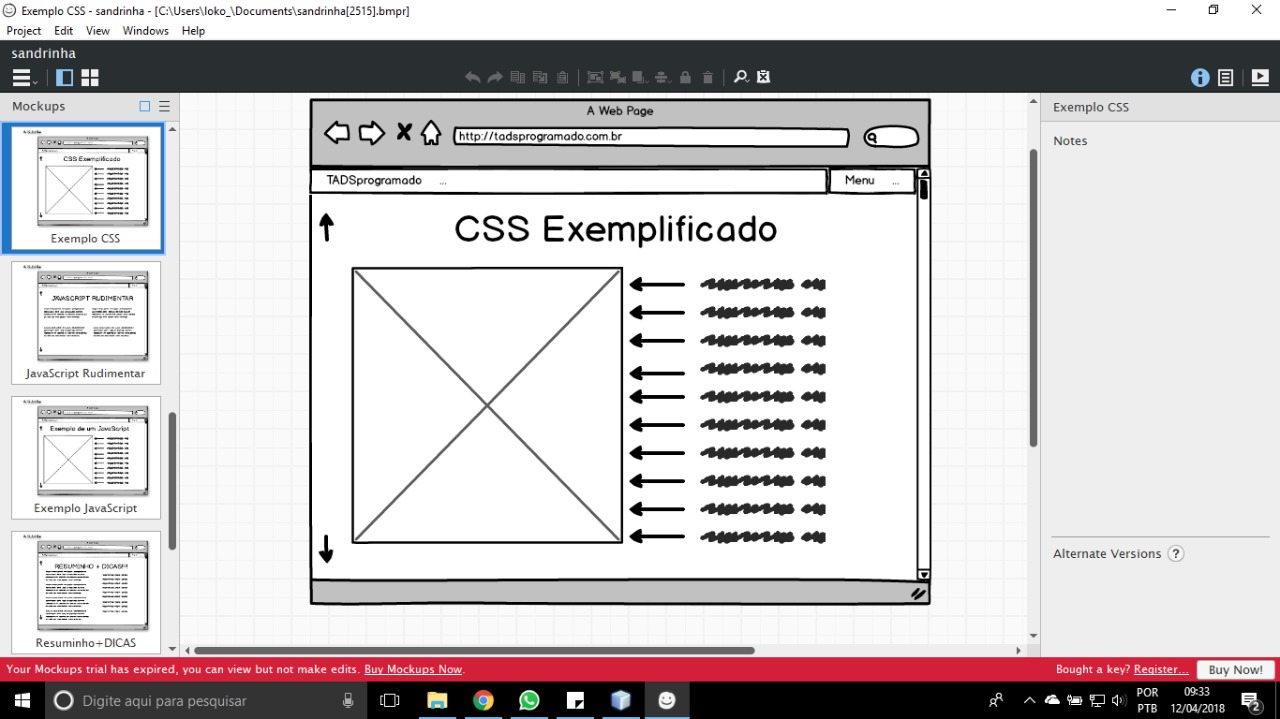 Exemplo CSS - sandrinha - [C:\Users\loko_\Documents\sandrinha[2515].bmpr]
Project Edit View Windows Help
sandrinha
Mockups
CSS Exemplificado
Exemplo CSS
JAVASCRIPT RUDIMENTAR
JavaScript Rudimentar
Exemplo de um JavaScript
Exemplo JavaScript
RESUMINHO + DICAS!!!
Resuminho+DICAS
A Web Page
http://tadsprogramado.com.br
TADSprogramado ...
Menu ...
CSS Exemplificado
Exemplo CSS
Notes
Alternate Versions ?
Your Mockups trial has expired, you can view but not make edits. Buy Mockups Now.
Bought a key? Register... Buy Now!
Digite aqui para pesquisar
POR
PTB
09:33
12/04/2018
2